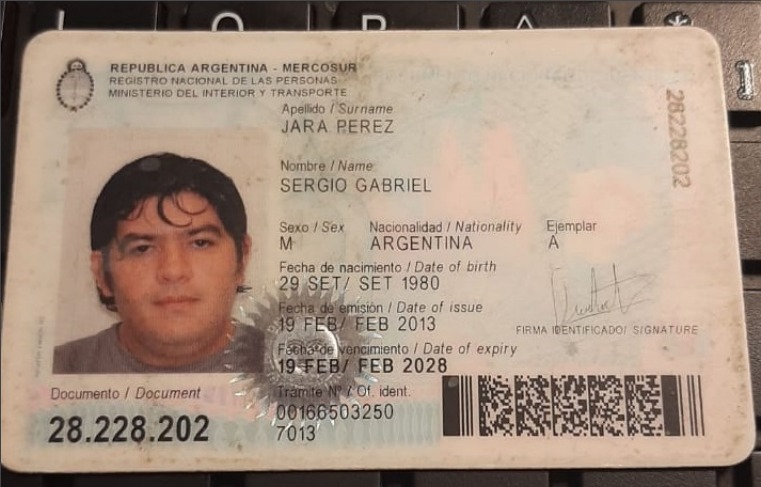 REPUBLICA ARGENTINA - MERCOSUR
REGISTRO NACIONAL DE LAS PERSONAS
MINISTERIO DEL INTERIOR Y TRANSPORTE
Apellido / Surname
JARA PEREZ
28228202
Nombre / Name
SERGIO GABRIEL
Sexo / Sex Nacionalidad / Nationality Ejemplar
M ARGENTINA A
Fecha de nacimiento / Date of birth
29 SET/ SET 1980
Fecha de emisión / Date of issue
19 FEB/ FEB 2013
FIRMA IDENTIFICADO/ SIGNATURE
Fecha de vencimiento / Date of expiry
19 FEB/ FEB 2028
Documento / Document
28.228.202
Tramite Nº / Of. ident.
00166503250
7013